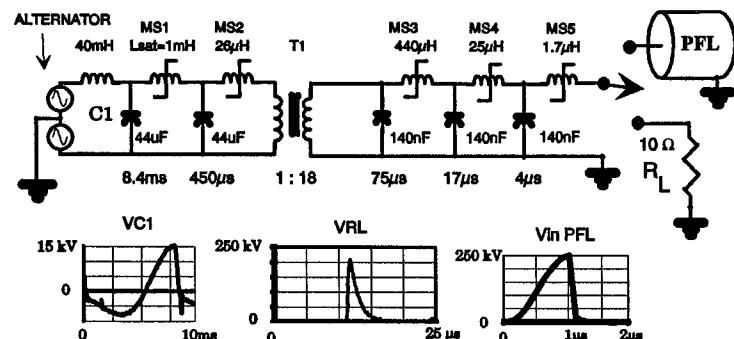 ALTERNATOR
MS1
MS2
MS3
MS4
MS5
40mH
Lsat=1mH
26µH
T1
440µH
25µH
1.7µH
PFL
C1
44uF
44uF
140nF
140nF
140nF
10 Ω
RL
8.4ms
450µs
1 : 18
75µs
17µs
4µs
VC1
VRL
Vin PFL
15 kV
0
0
10ms
250 kV
0
25 µs
250 kV
0
0
1µs
2µs